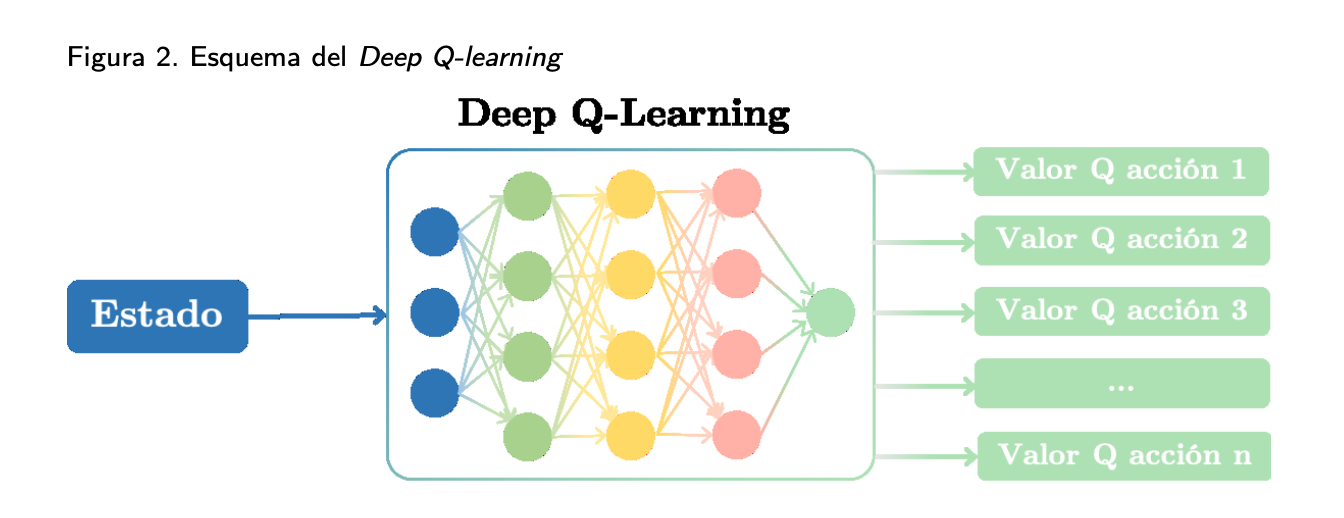 Figura 2. Esquema del Deep Q-learning
Deep Q-Learning
Estado
Valor Q acción 1
Valor Q acción 2
Valor Q acción 3
...
Valor Q acción n